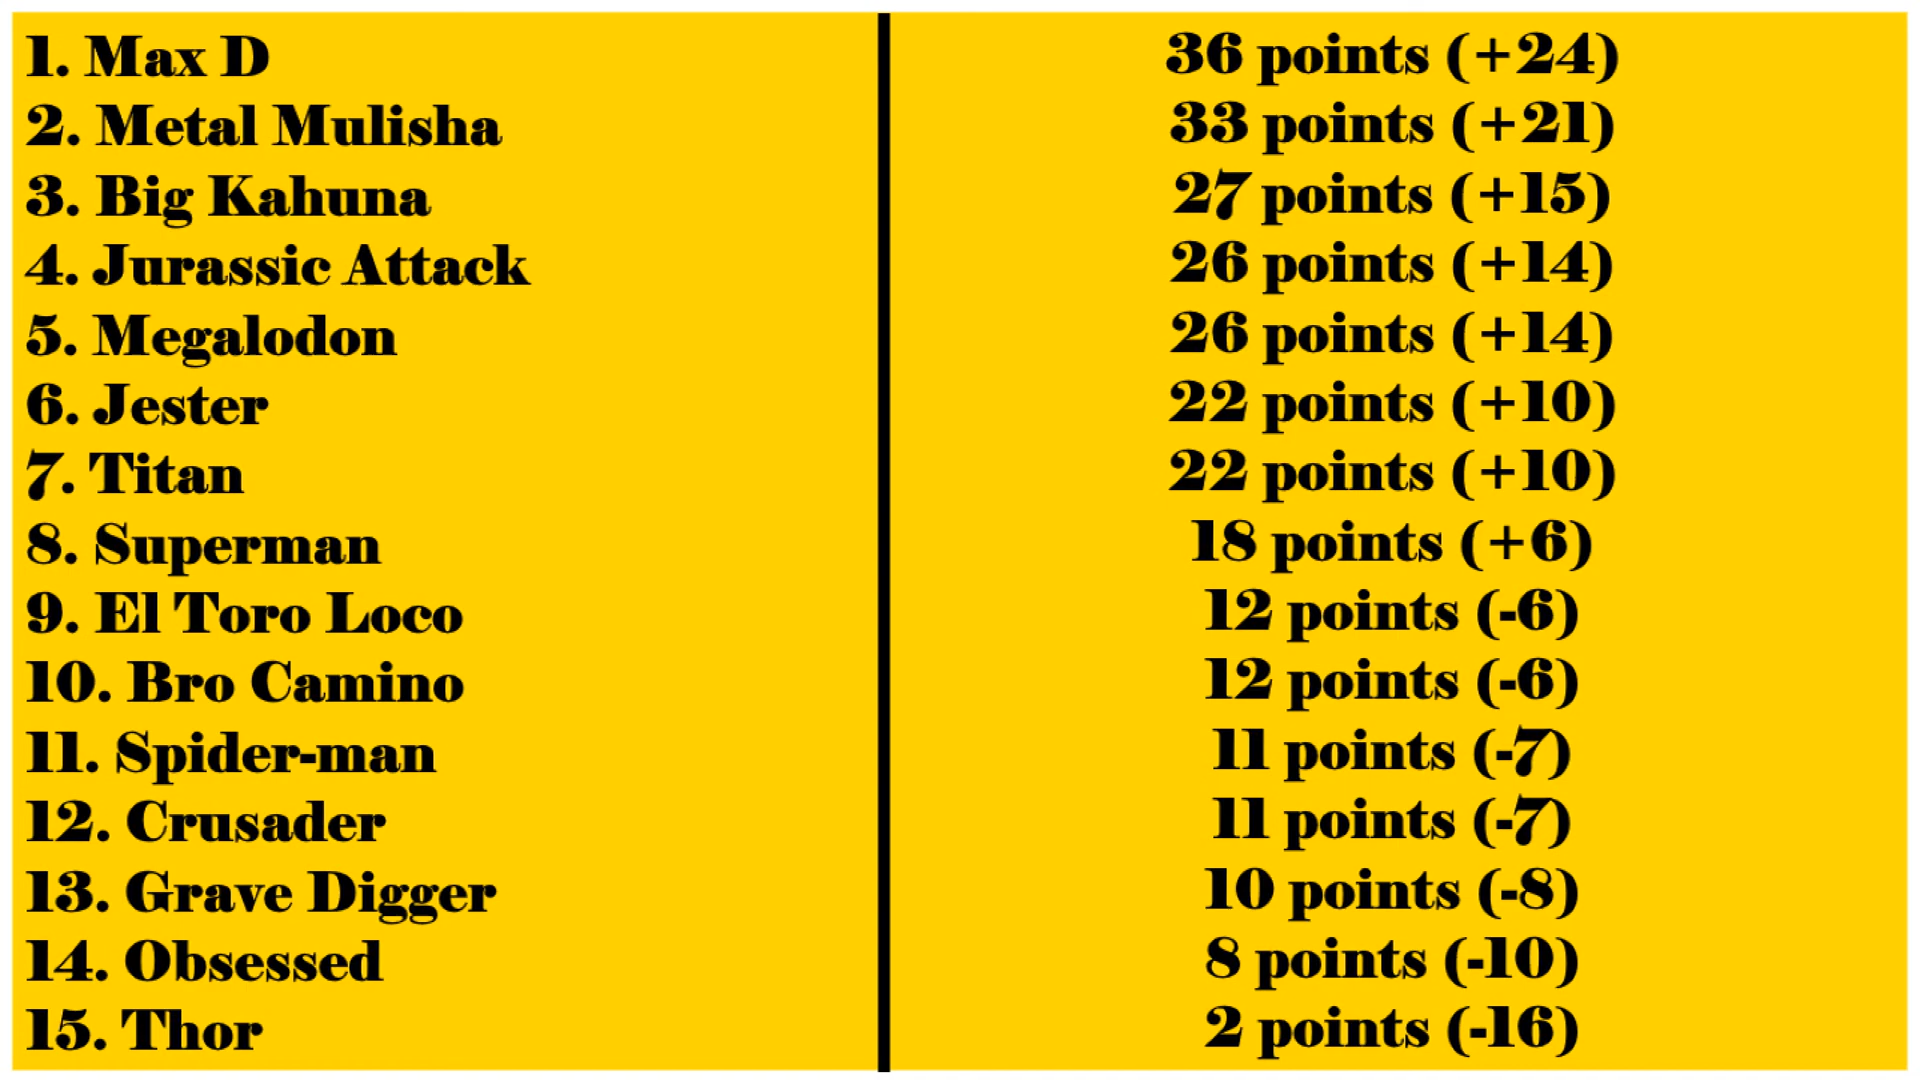 1. Max D 36 points (+24)
2. Metal Mulisha 33 points (+21)
3. Big Kahuna 27 points (+15)
4. Jurassic Attack 26 points (+14)
5. Megalodon 26 points (+14)
6. Jester 22 points (+10)
7. Titan 22 points (+10)
8. Superman 18 points (+6)
9. El Toro Loco 12 points (-6)
10. Bro Camino 12 points (-6)
11. Spider-man 11 points (-7)
12. Crusader 11 points (-7)
13. Grave Digger 10 points (-8)
14. Obsessed 8 points (-10)
15. Thor 2 points (-16)